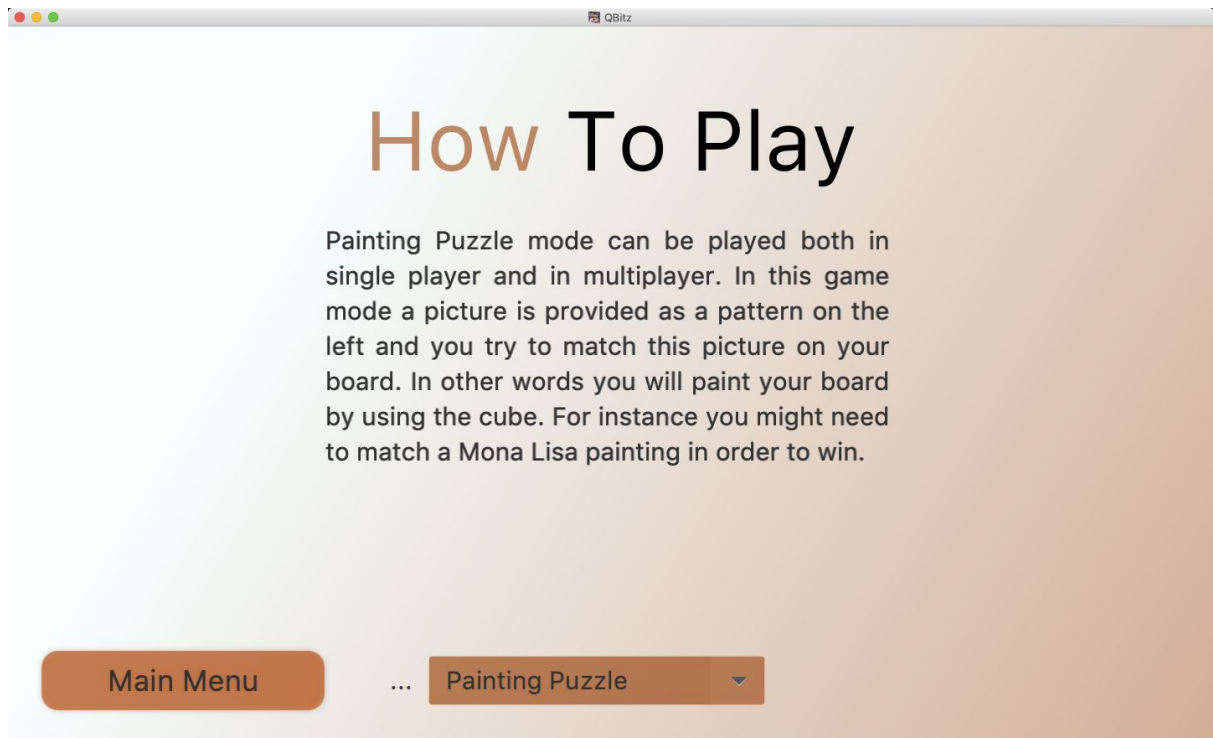 QBitz
How To Play
Painting Puzzle mode can be played both in
single player and in multiplayer. In this game
mode a picture is provided as a pattern on the
left and you try to match this picture on your
board. In other words you will paint your board
by using the cube. For instance you might need
to match a Mona Lisa painting in order to win.
Main Menu ... Painting Puzzle